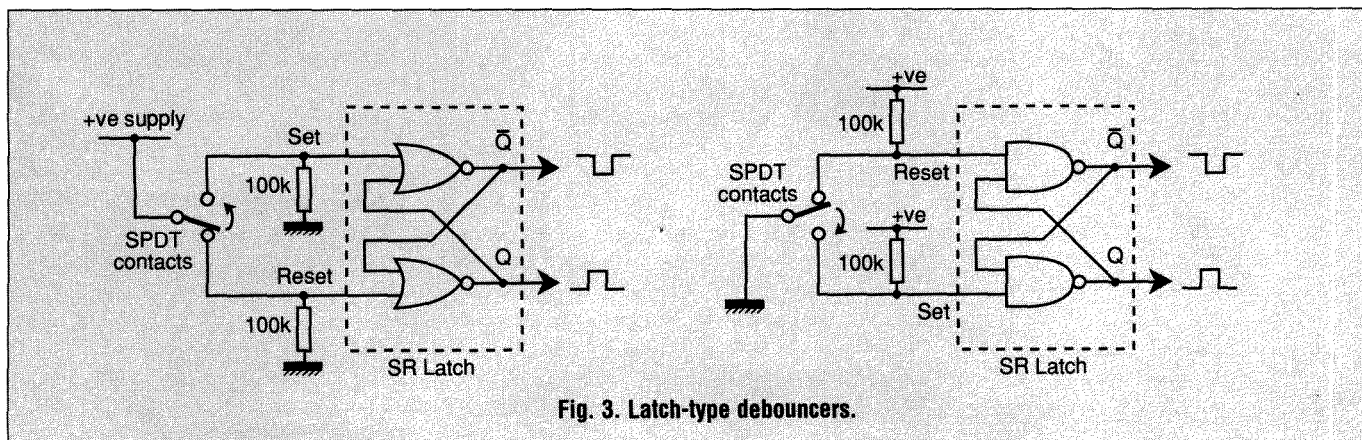 +ve supply
Set
100k
SPDT
contacts
Reset
100k
Q̅
Q
SR Latch
+ve
100k
Reset
SPDT
contacts
+ve
100k
Set
Q̅
Q
SR Latch
Fig. 3. Latch-type debouncers.